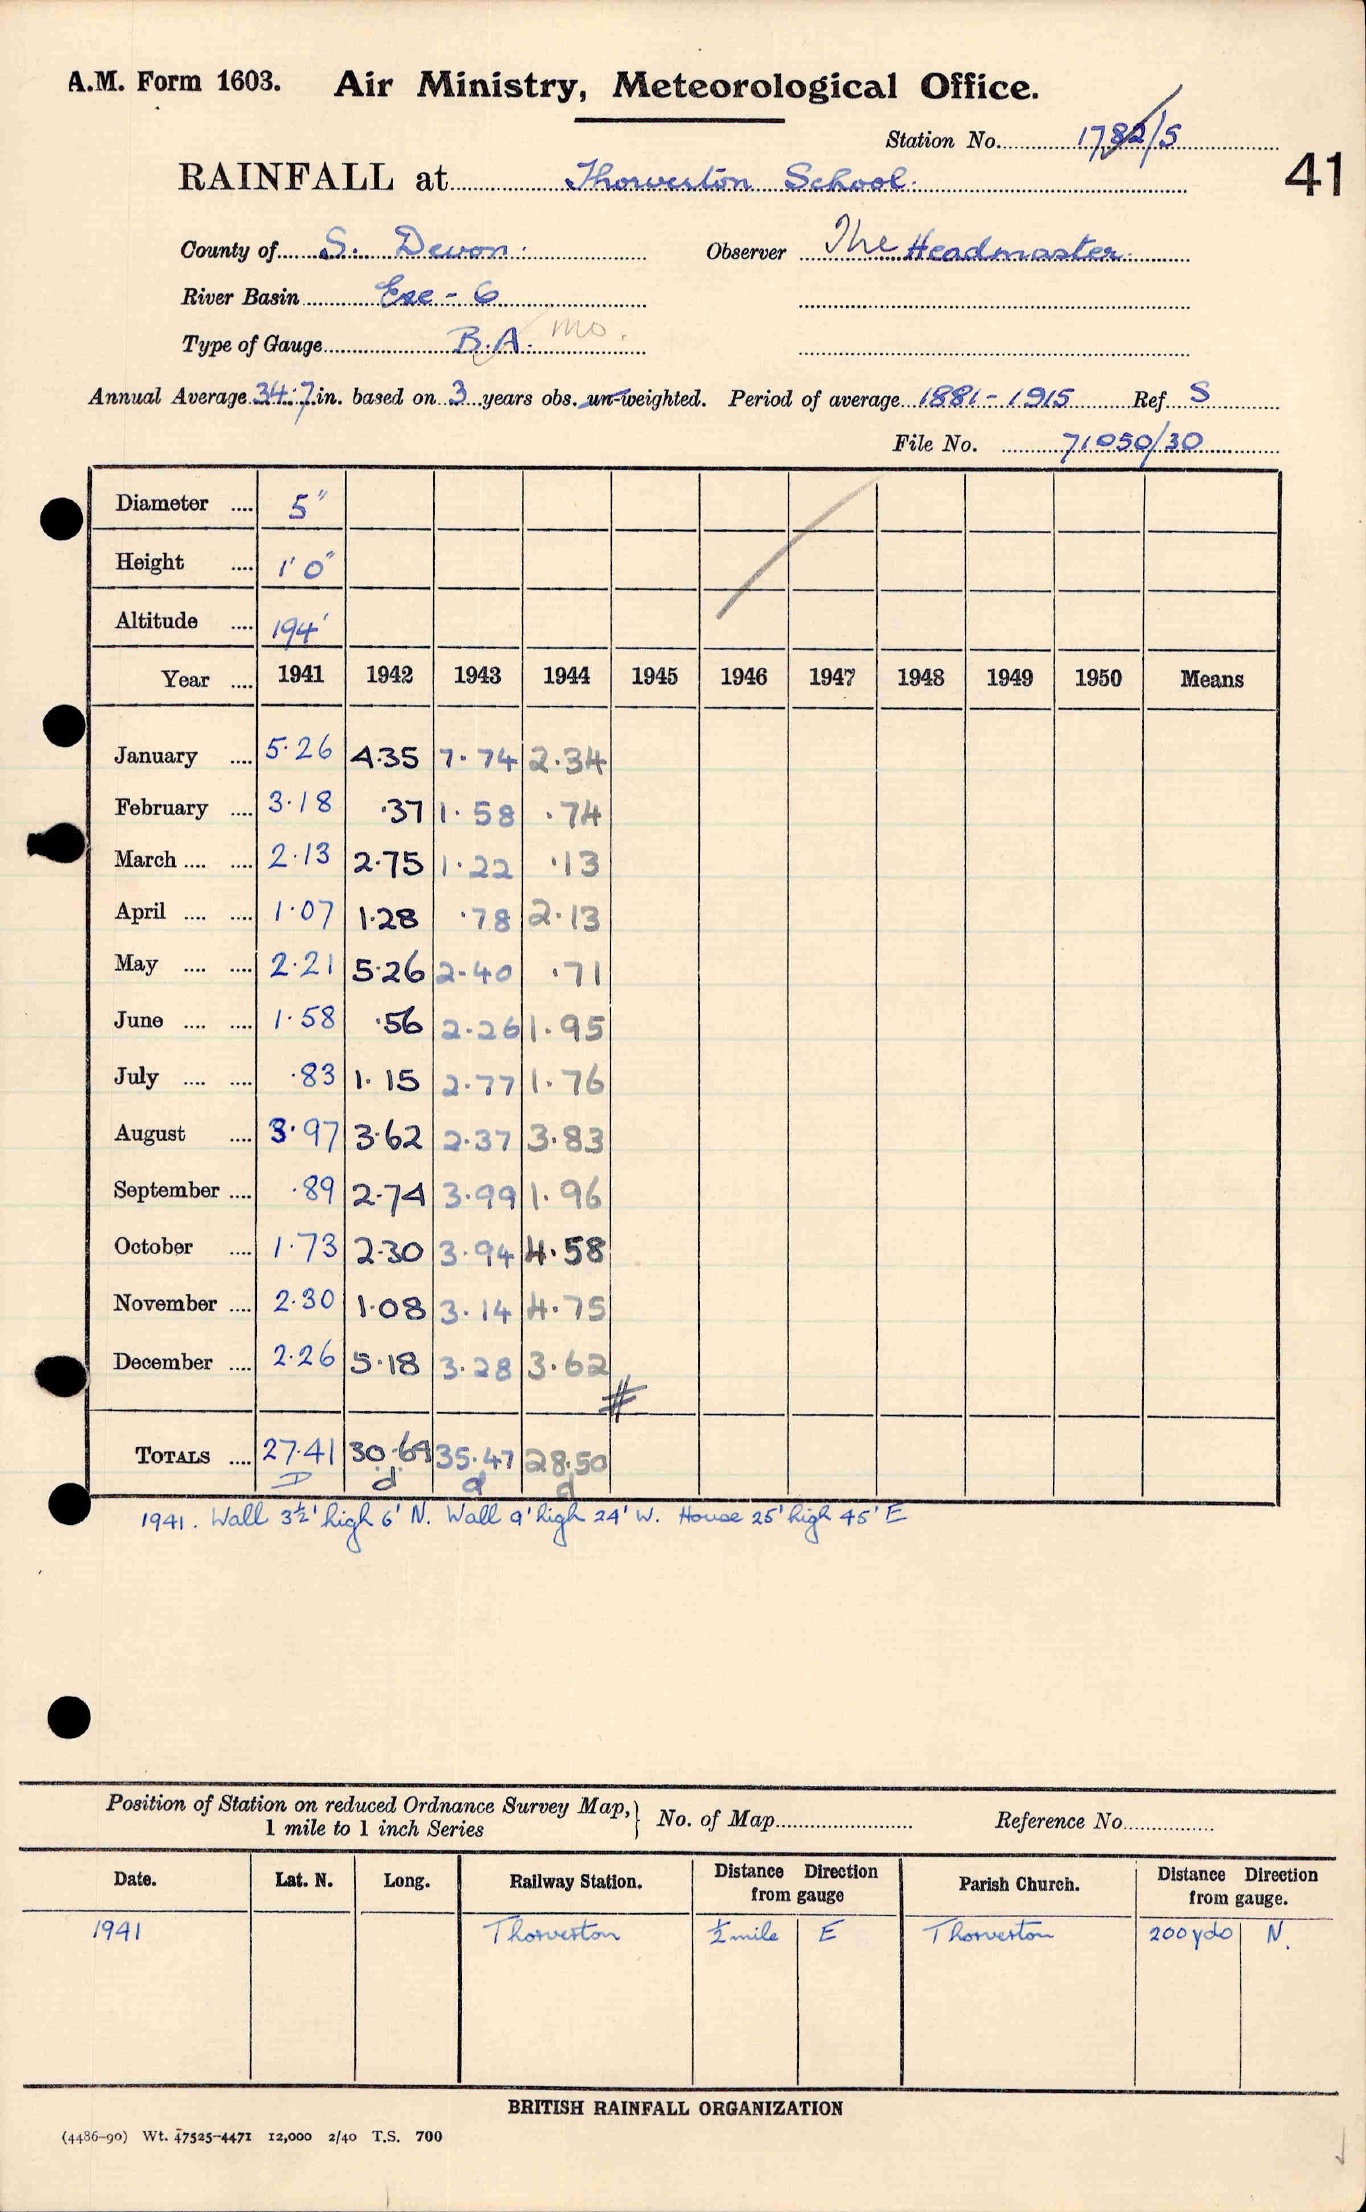 A.M. Form 1603. Air Ministry, Meteorological Office.
Station No. 1782/5
41
RAINFALL at Thorverton School.
County of S. Devon. Observer The Headmaster.
River Basin Exe - 6
Type of Gauge B.A. mo.
Annual Average 34.7 in. based on 3 years obs. un-weighted. Period of average 1881 - 1915 Ref S
File No. 71050/30
Diameter .... 5"
Height .... 1' 0"
Altitude .... 194'
Year .... 1941 1942 1943 1944 1945 1946 1947 1948 1949 1950 Means
January .... 5.26 4.35 7.74 2.34
February .... 3.18 .37 1.58 .74
March .... .... 2.13 2.75 1.22 .13
April .... .... 1.07 1.28 .78 2.13
May .... .... 2.21 5.26 2.40 .71
June .... .... 1.58 .56 2.26 1.95
July .... .... .83 1.15 2.77 1.76
August .... 3.97 3.62 2.37 3.83
September .... .89 2.74 3.99 1.96
October .... 1.73 2.30 3.94 4.58
November .... 2.30 1.08 3.14 4.75
December .... 2.26 5.18 3.28 3.62
#
TOTALS .... 27.41 30.64 35.47 28.50
D d d d
1941. Wall 3½' high 6' N. Wall 9' high 24' W. House 25' high 45' E
Position of Station on reduced Ordnance Survey Map, } No. of Map Reference No.
1 mile to 1 inch Series
Date. Lat. N. Long. Railway Station. Distance Direction Parish Church. Distance Direction
from gauge from gauge.
1941 Thorverton ½ mile E Thorverton 200 yds N.
BRITISH RAINFALL ORGANIZATION
(4486-90) Wt. 47525-4471 12,000 2/40 T.S. 700